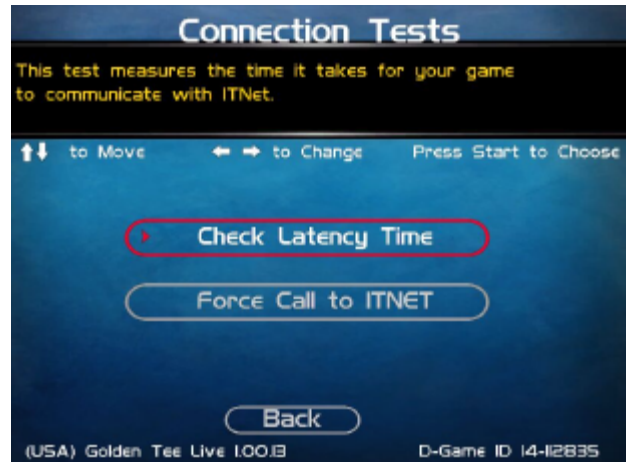 Connection Tests
This test measures the time it takes for your game
to communicate with ITNet.
to Move to Change Press Start to Choose
Check Latency Time
Force Call to ITNET
Back
(USA) Golden Tee Live 1.00.13 D-Game ID 14-112835